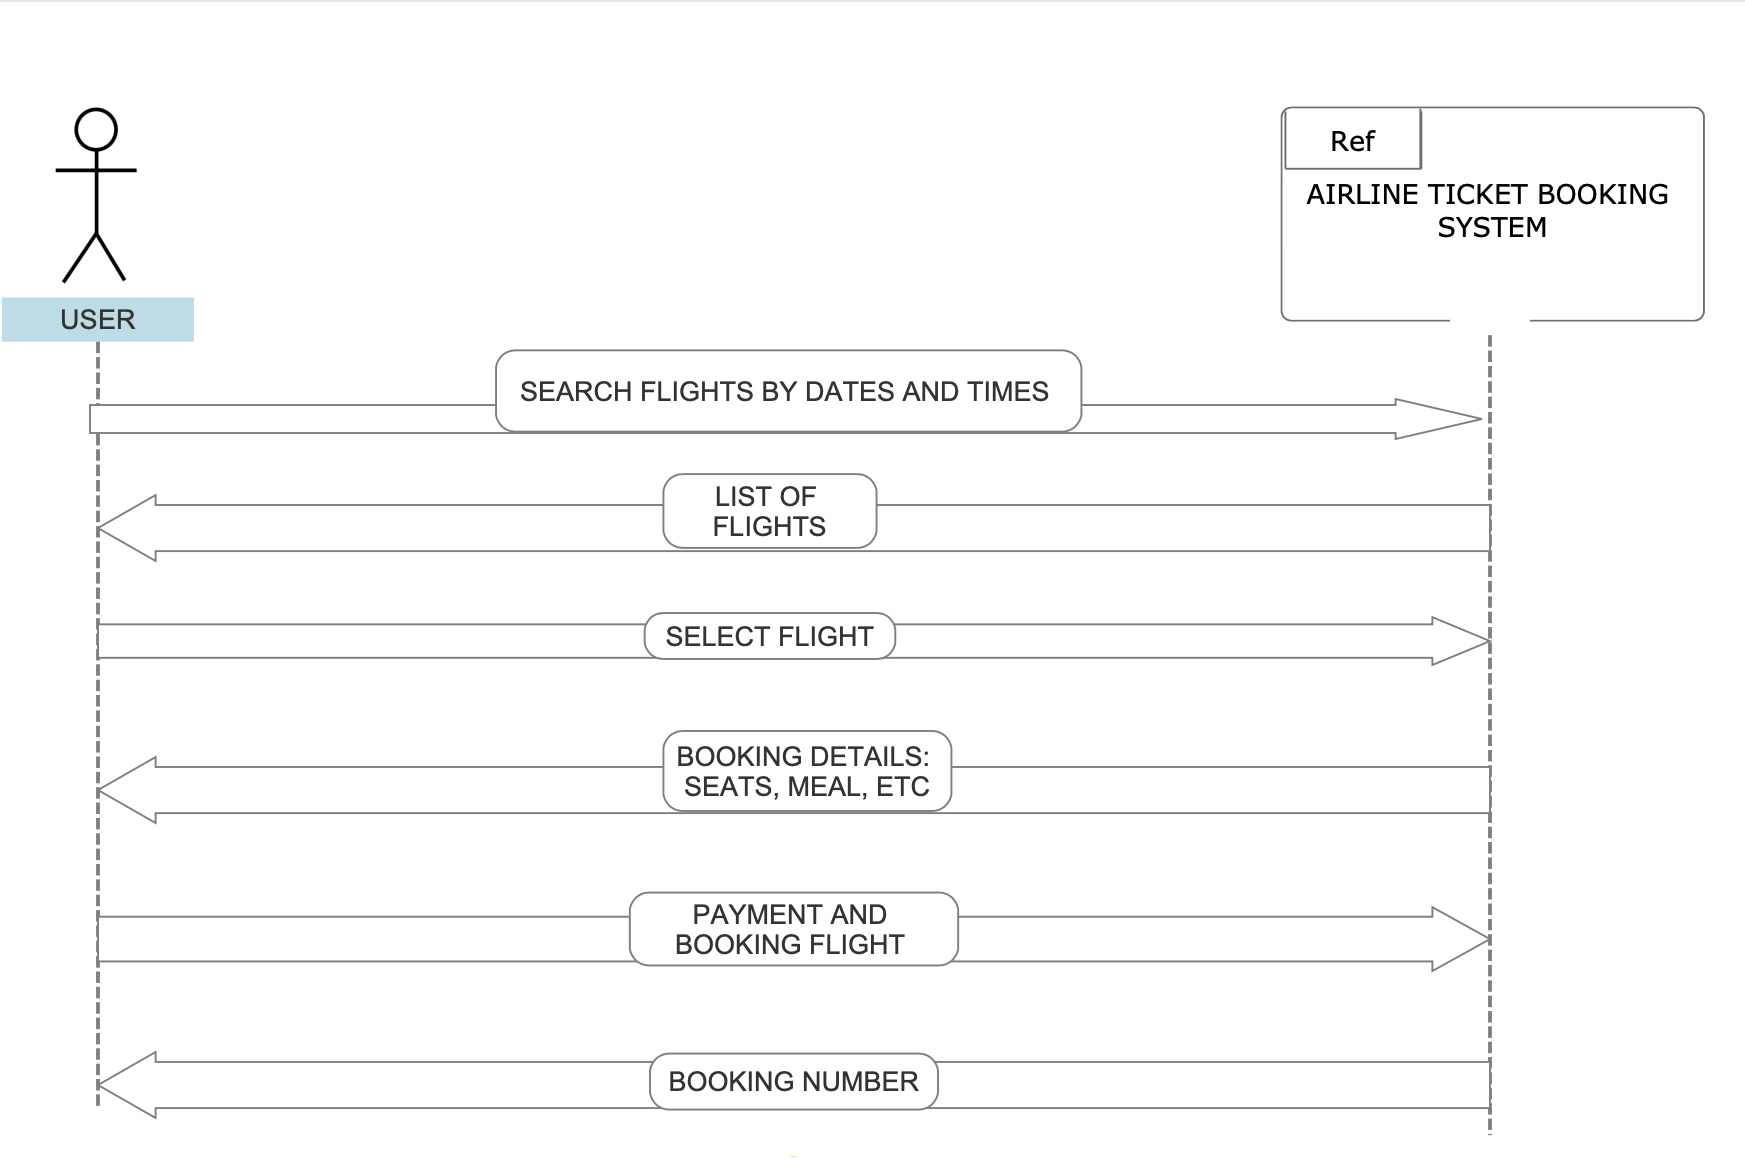 Ref
AIRLINE TICKET BOOKING
SYSTEM
USER
SEARCH FLIGHTS BY DATES AND TIMES
LIST OF
FLIGHTS
SELECT FLIGHT
BOOKING DETAILS:
SEATS, MEAL, ETC
PAYMENT AND
BOOKING FLIGHT
BOOKING NUMBER